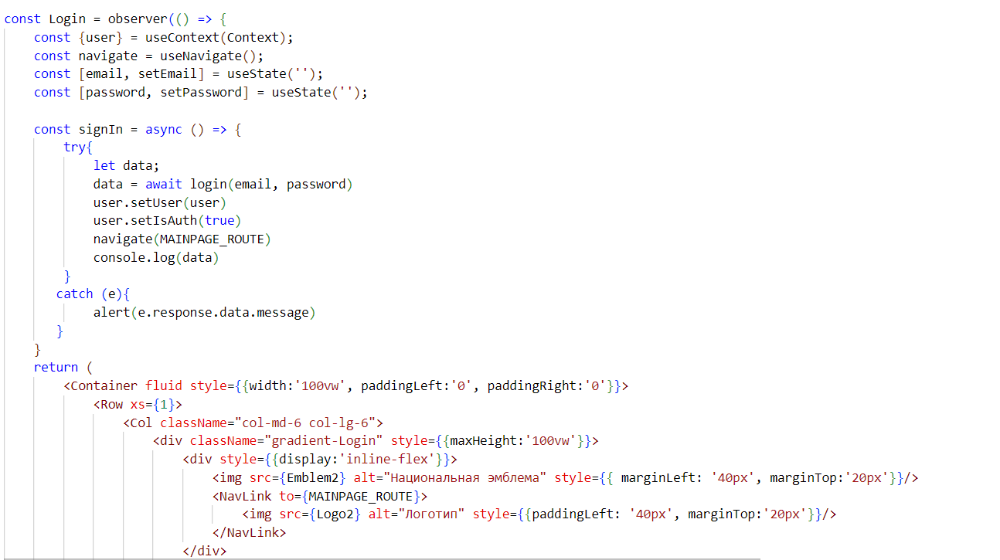 const Login = observer(() => {
const {user} = useContext(Context);
const navigate = useNavigate();
const [email, setEmail] = useState('');
const [password, setPassword] = useState('');
const signIn = async () => {
try{
let data;
data = await login(email, password)
user.setUser(user)
user.setIsAuth(true)
navigate(MAINPAGE_ROUTE)
console.log(data)
}
catch (e){
alert(e.response.data.message)
}
}
return (
<Container fluid style={{width:'100vw', paddingLeft:'0', paddingRight:'0'}}>
<Row xs={1}>
<Col className="col-md-6 col-lg-6">
<div className="gradient-Login" style={{maxHeight:'100vw'}}>
<div style={{display:'inline-flex'}}>
<img src={Emblem2} alt="Национальная эмблема" style={{ marginLeft: '40px', marginTop:'20px'}}/>
<NavLink to={MAINPAGE_ROUTE}>
<img src={Logo2} alt="Логотип" style={{paddingLeft: '40px', marginTop:'20px'}}/>
</NavLink>
</div>